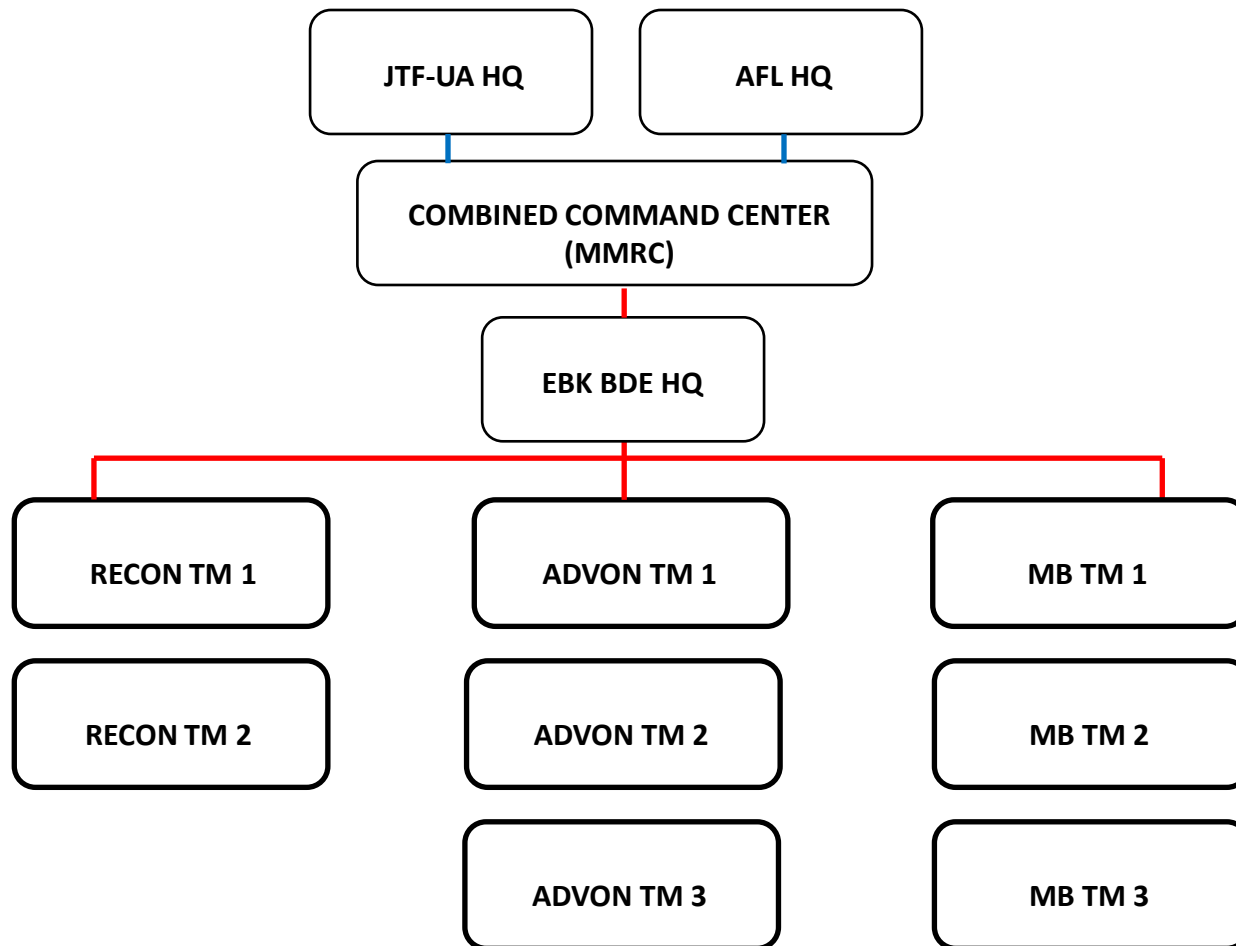 JTF-UA HQ
AFL HQ
COMBINED COMMAND CENTER
(MMRC)
EBK BDE HQ
RECON TM 1
ADVON TM 1
MB TM 1
RECON TM 2
ADVON TM 2
MB TM 2
ADVON TM 3
MB TM 3